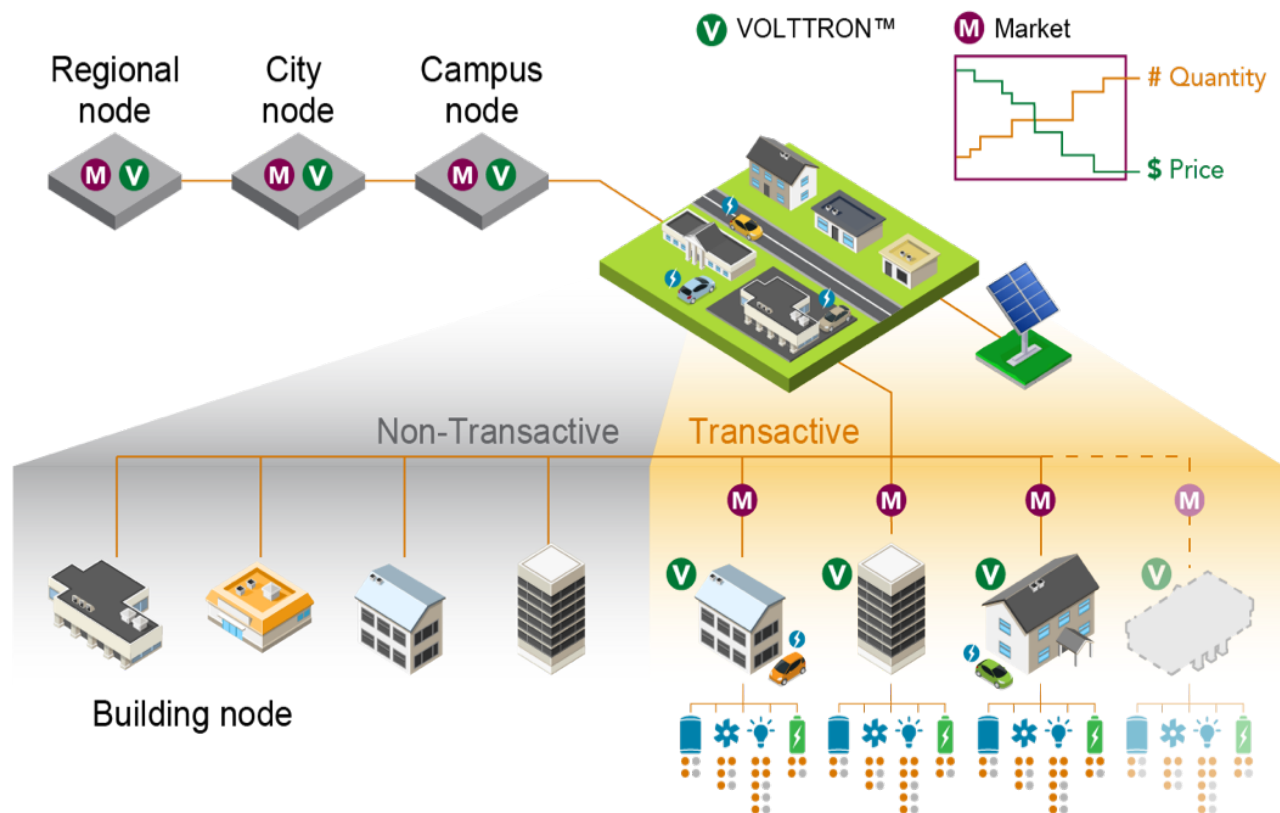 V VOLTTRON™
M Market
Regional
node
City
node
Campus
node
# Quantity
$ Price
M V
M V
M V
Non-Transactive
Transactive
M
M
M
M
V
V
V
V
Building node